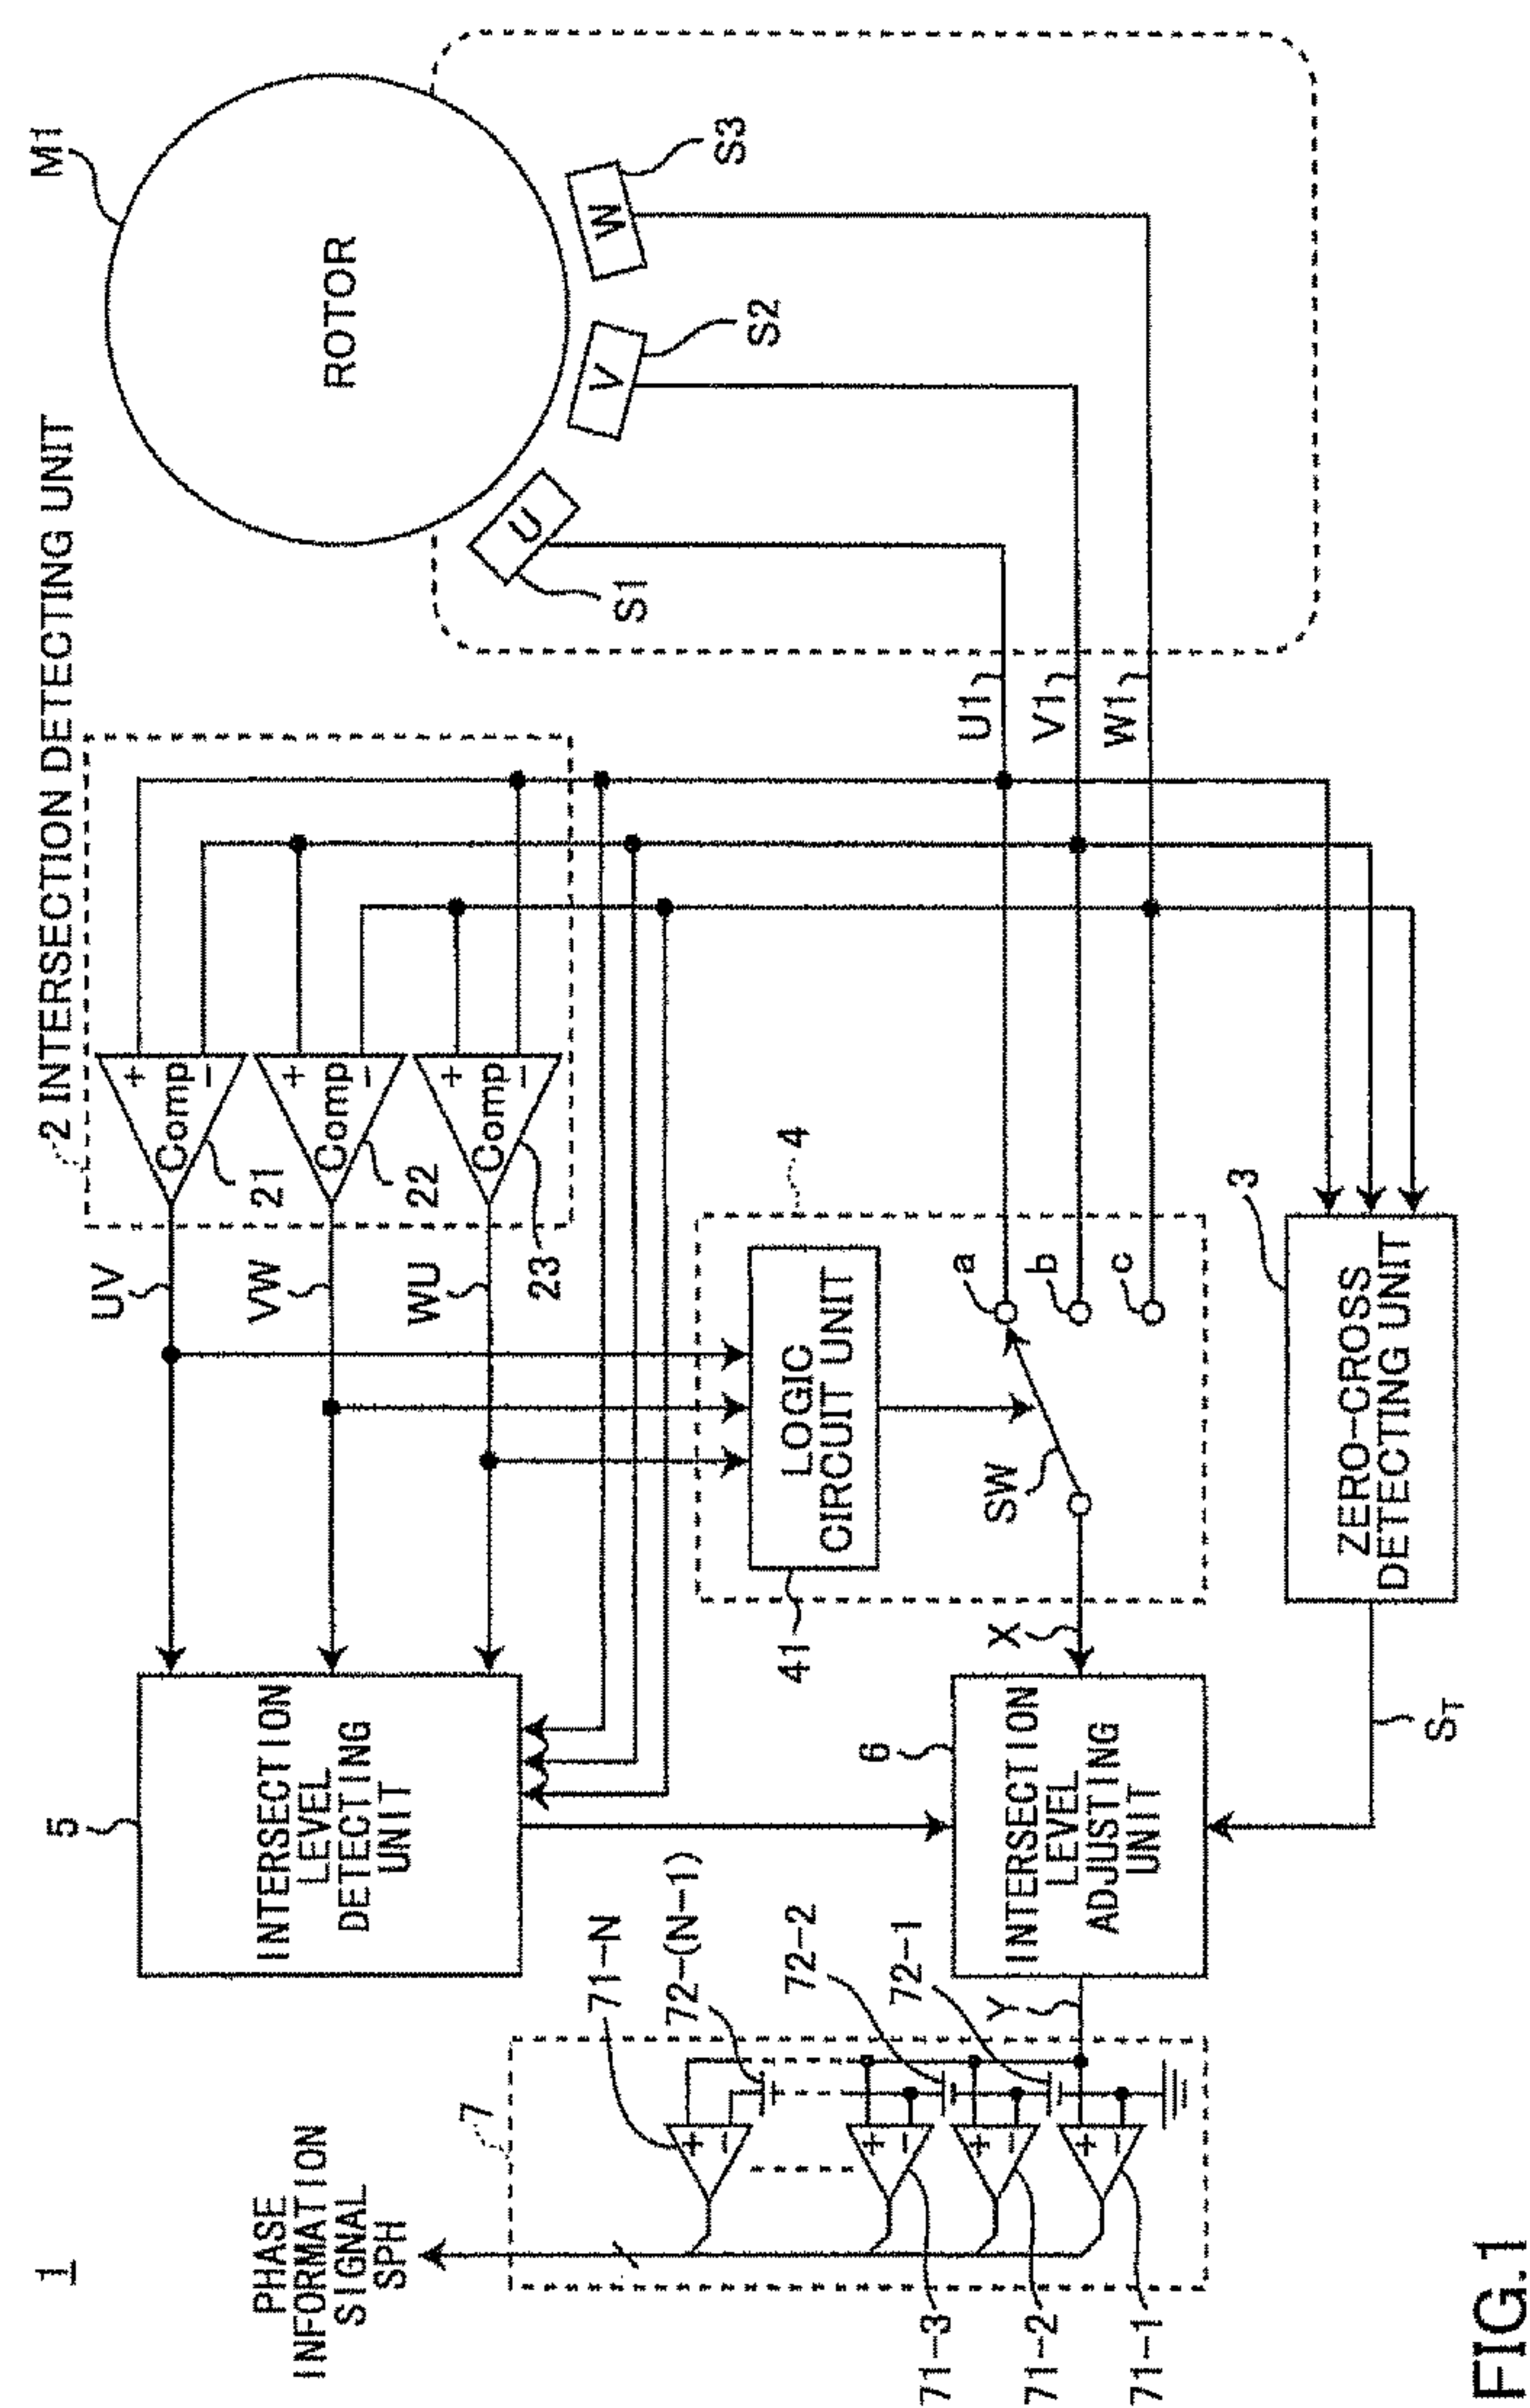 1
M1
ROTOR
U
V
W
S1
S2
S3
2 INTERSECTION DETECTING UNIT
+
Comp
−
21
+
Comp
−
22
+
Comp
−
23
UV
VW
WU
U1
V1
W1
4
LOGIC
CIRCUIT UNIT
41
SW
a
b
c
3
ZERO-CROSS
DETECTING UNIT
5
INTERSECTION
LEVEL
DETECTING
UNIT
X
6
INTERSECTION
LEVEL
ADJUSTING
UNIT
ST
Y
7
71-N
72-(N-1)
72-2
72-1
+
−
+
−
+
−
+
−
71-3
71-2
71-1
PHASE
INFORMATION
SIGNAL
SPH
FIG.1